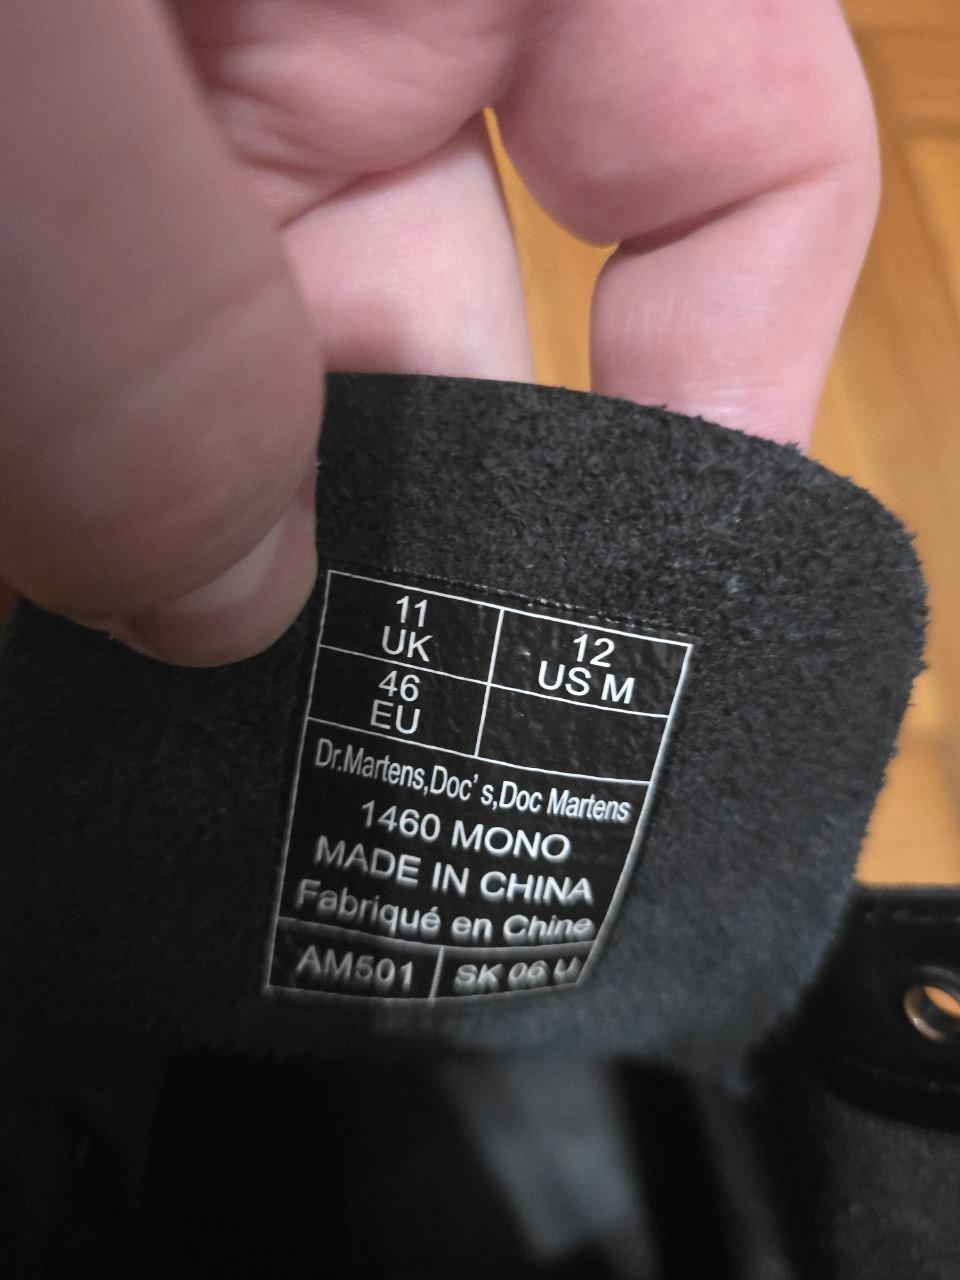 11
UK
12
US M
46
EU
Dr.Martens,Doc's,Doc Martens
1460 MONO
MADE IN CHINA
Fabriqué en Chine
AM501
SK 06 U